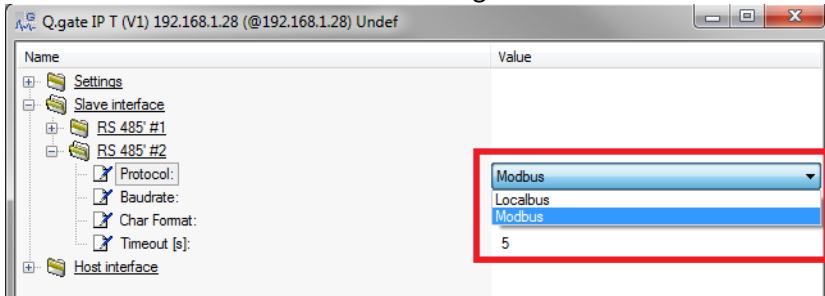 Q.gate IP T (V1) 192.168.1.28 (@192.168.1.28) Undef
Name Value
Settings
Slave interface
RS 485' #1
RS 485' #2
Protocol: Modbus
Baudrate: Localbus
Char Format: Modbus
Timeout [s]: 5
Host interface